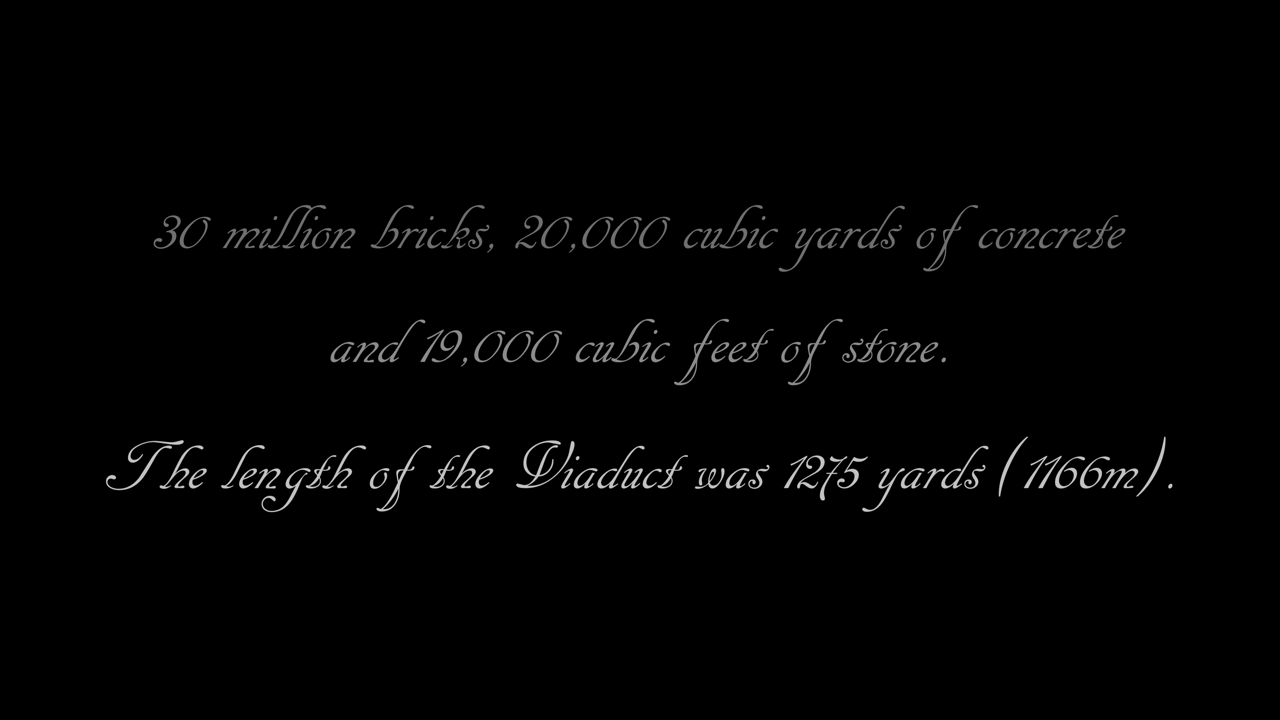 30 million bricks, 20,000 cubic yards of concrete
and 19,000 cubic feet of stone.
The length of the Viaduct was 1275 yards (1166m).